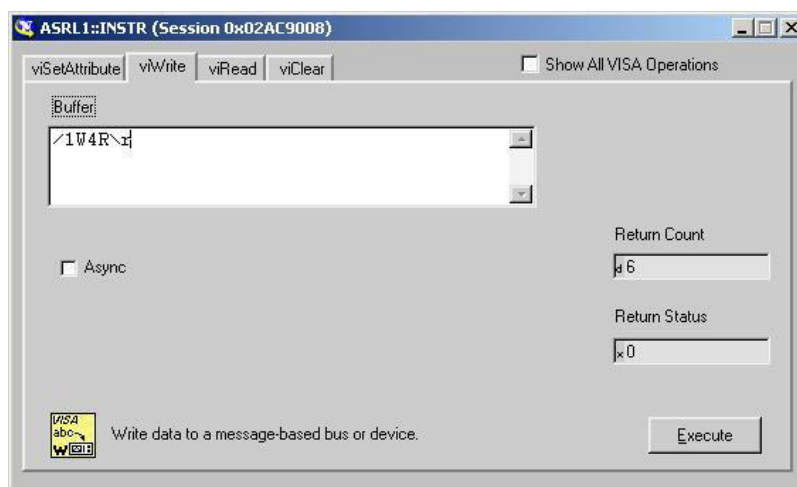 ASRL1::INSTR (Session 0x02AC9008)
viSetAttribute viWrite viRead viClear Show All VISA Operations
Buffer
/1W4R\r
Return Count
Async d 6
Return Status
x 0
VISA
abc
W
Write data to a message-based bus or device. Execute